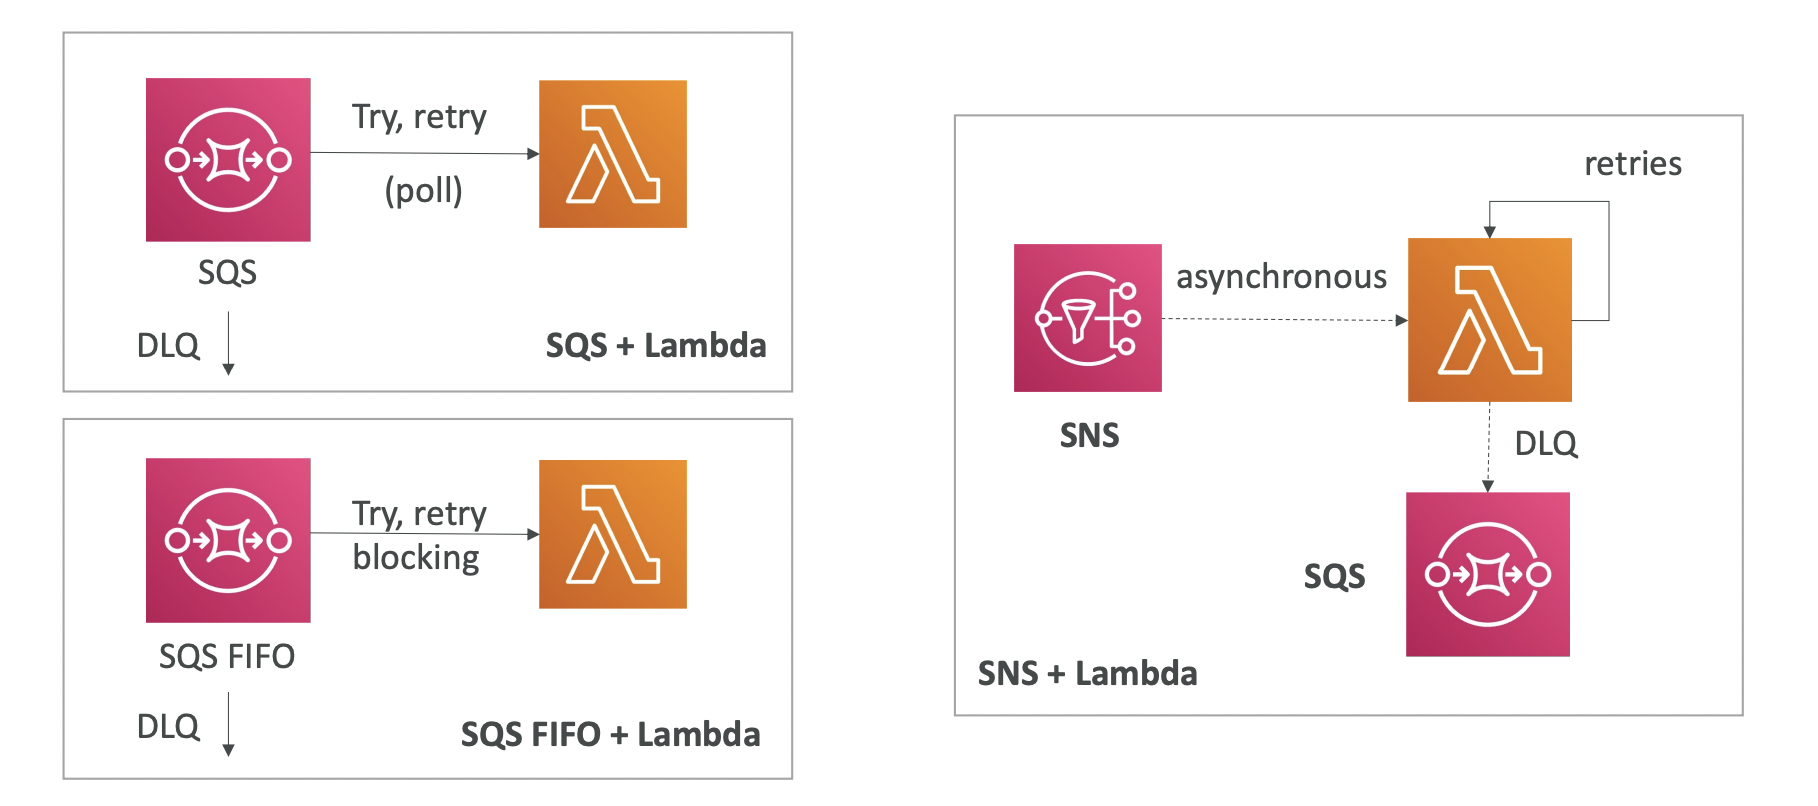 Try, retry
(poll)
SQS
DLQ
SQS + Lambda
Try, retry
blocking
SQS FIFO
DLQ
SQS FIFO + Lambda
retries
asynchronous
SNS
DLQ
SQS
SNS + Lambda